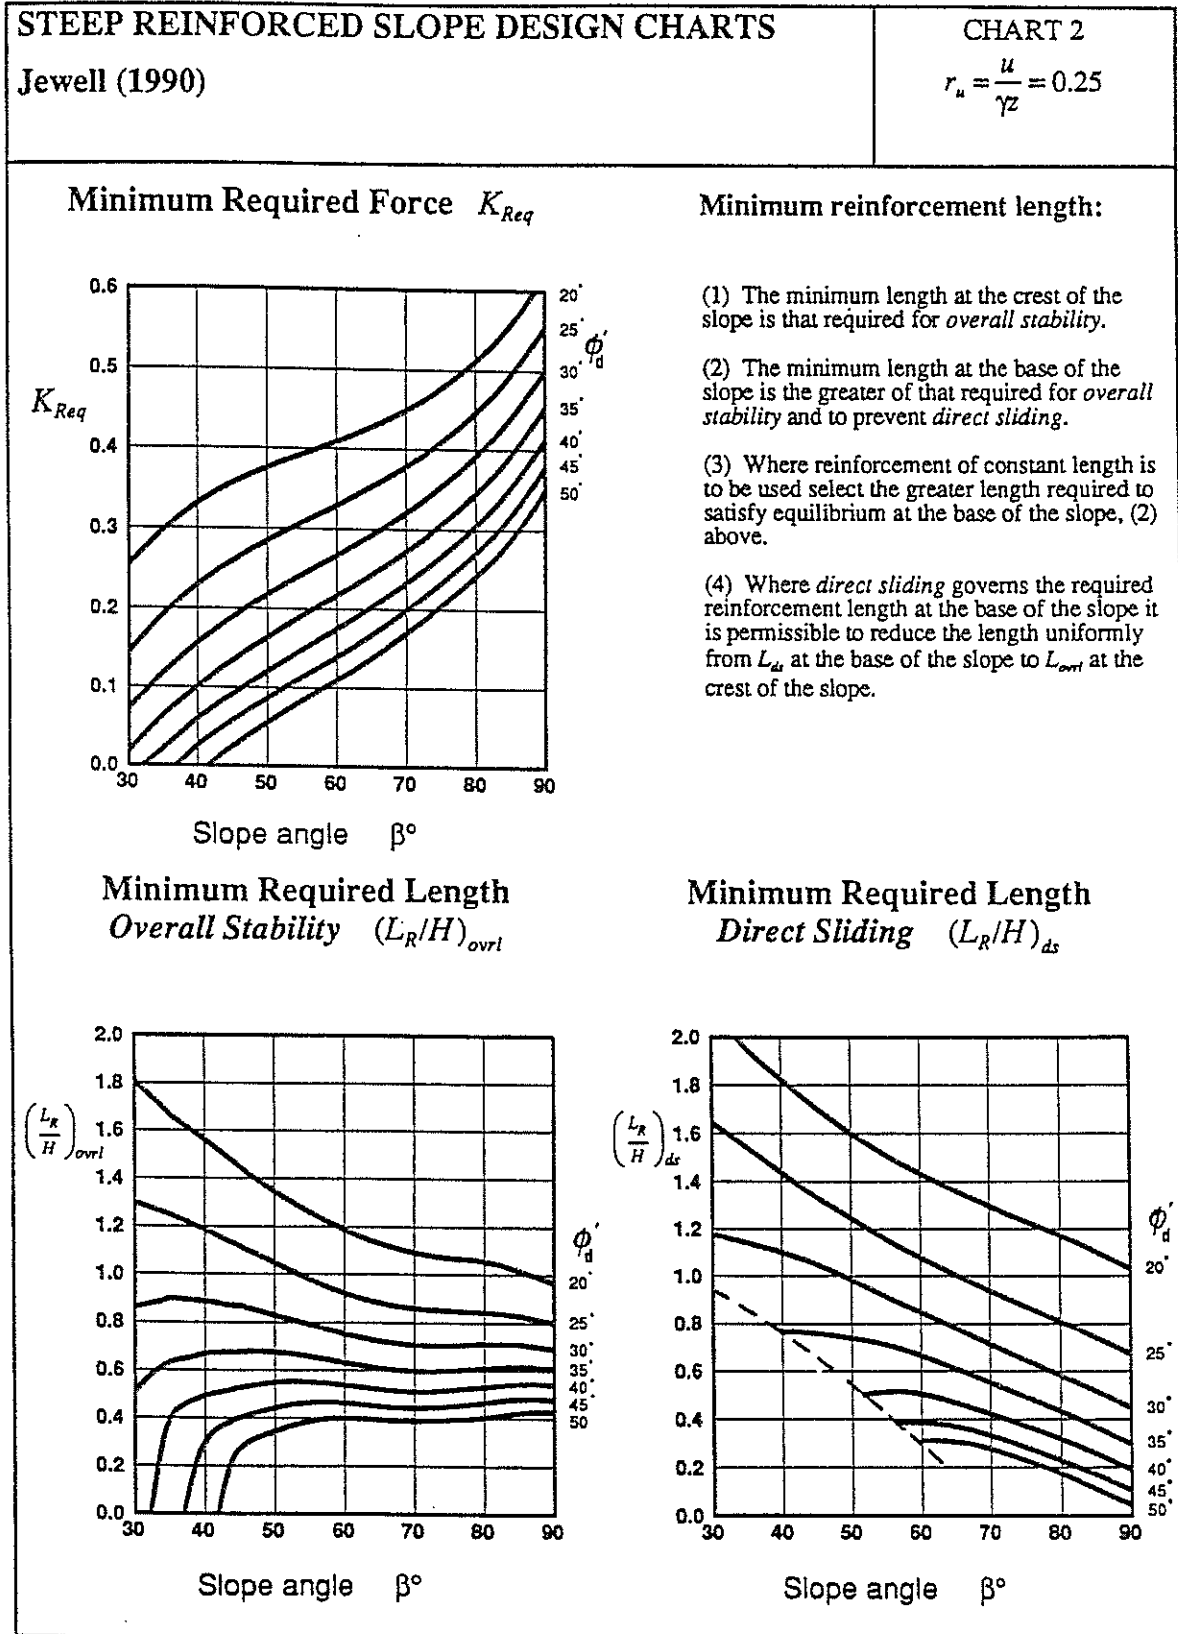 STEEP REINFORCED SLOPE DESIGN CHARTS
Jewell (1990)
CHART 2
r_u = u/γz = 0.25
Minimum Required Force K_Req
0.6
0.5
0.4
0.3
0.2
0.1
0.0
K_Req
30 40 50 60 70 80 90
Slope angle β°
20°
25°
30°
35°
40°
45°
50°
ϕ'_d
Minimum reinforcement length:
(1) The minimum length at the crest of the
slope is that required for overall stability.
(2) The minimum length at the base of the
slope is the greater of that required for overall
stability and to prevent direct sliding.
(3) Where reinforcement of constant length is
to be used select the greater length required to
satisfy equilibrium at the base of the slope, (2)
above.
(4) Where direct sliding governs the required
reinforcement length at the base of the slope it
is permissible to reduce the length uniformly
from L_ds at the base of the slope to L_ovrl at the
crest of the slope.
Minimum Required Length
Overall Stability (L_R/H)_ovrl
2.0
1.8
1.6
1.4
1.2
1.0
0.8
0.6
0.4
0.2
0.0
(L_R/H)_ovrl
30 40 50 60 70 80 90
Slope angle β°
ϕ'_d
20°
25°
30°
35°
40°
45°
50
Minimum Required Length
Direct Sliding (L_R/H)_ds
2.0
1.8
1.6
1.4
1.2
1.0
0.8
0.6
0.4
0.2
0.0
(L_R/H)_ds
30 40 50 60 70 80 90
Slope angle β°
ϕ'_d
20°
25°
30°
35°
40°
45°
50°